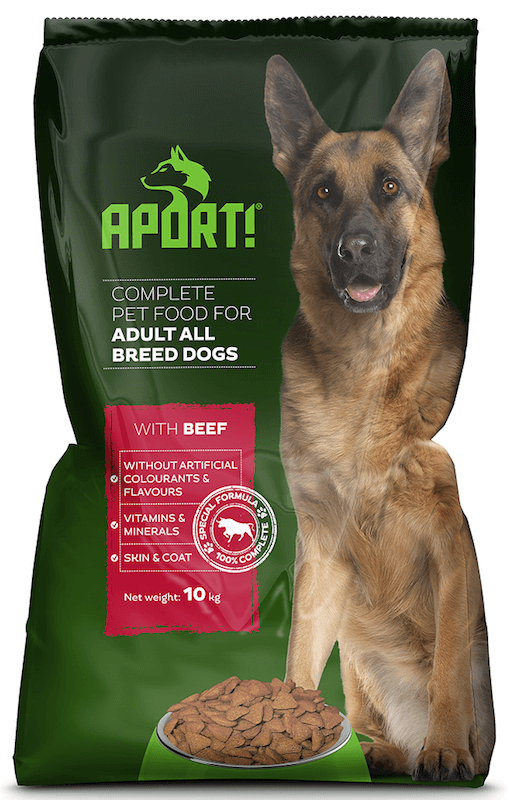 APORT!®
COMPLETE
PET FOOD FOR
ADULT ALL
BREED DOGS
WITH BEEF
WITHOUT ARTIFICIAL
COLOURANTS &
FLAVOURS
VITAMINS &
MINERALS
SKIN & COAT
SPECIAL FORMULA
100% COMPLETE
Net weight: 10 kg